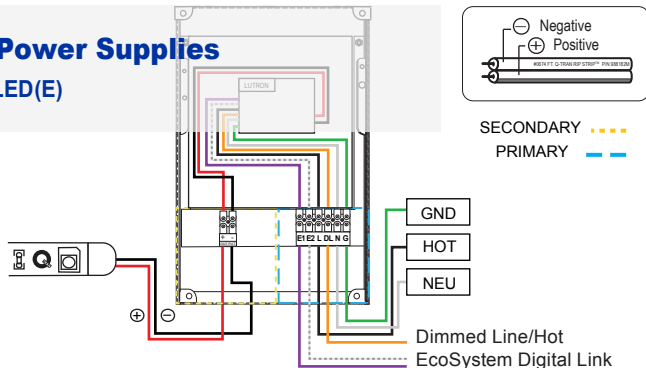 Power Supplies
LED(E)
LUTRON
Negative
Positive
SECONDARY
PRIMARY
+ -
E1 E2 L DL N G
GND
HOT
NEU
Q
Dimmed Line/Hot
EcoSystem Digital Link